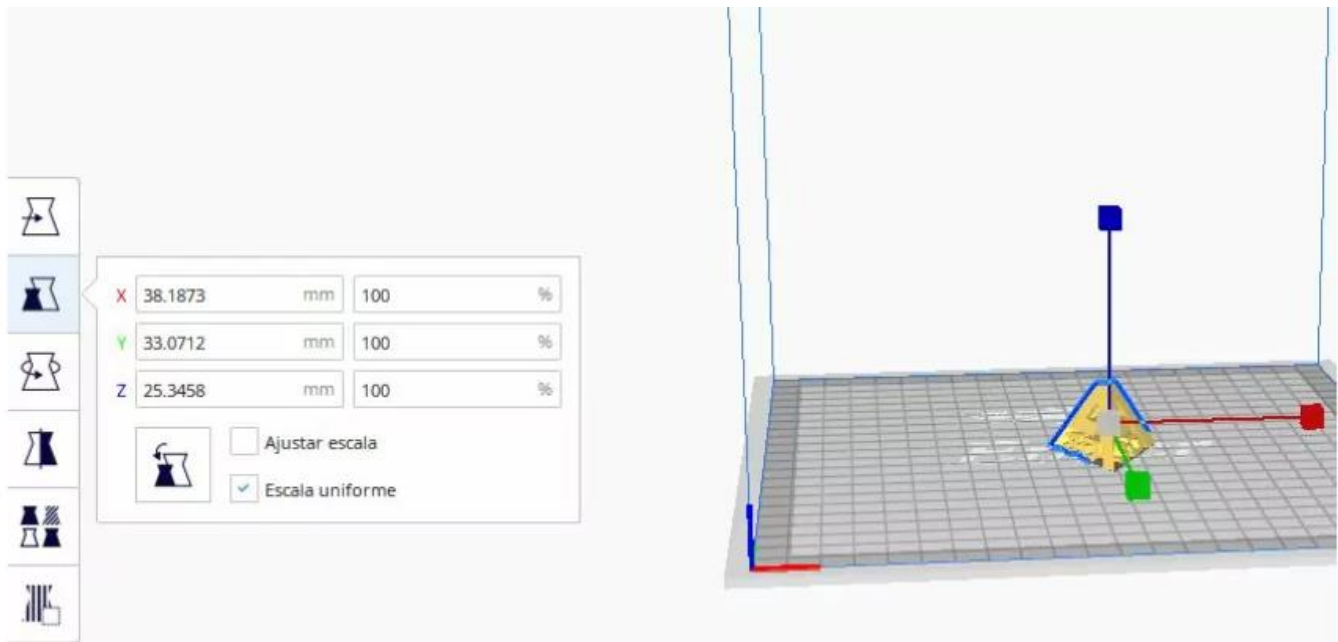 X 38.1873 mm 100 %
Y 33.0712 mm 100 %
Z 25.3458 mm 100 %
Ajustar escala
Escala uniforme